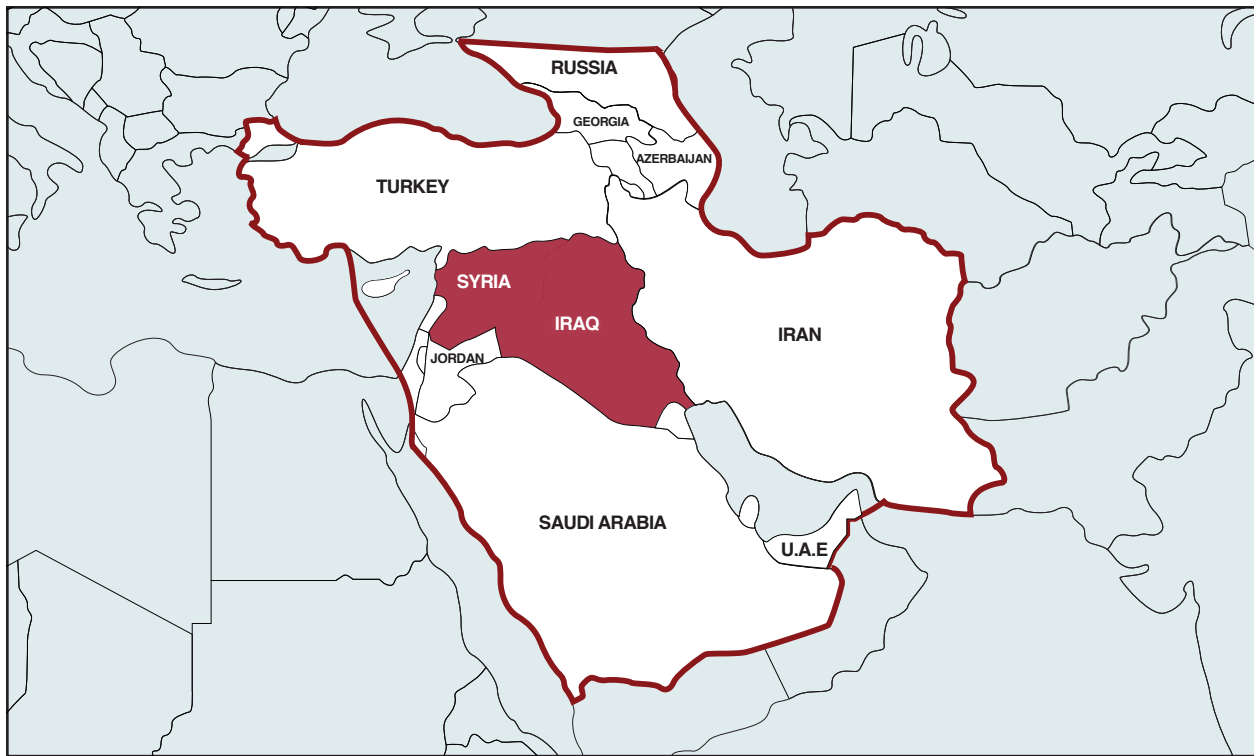 RUSSIA
GEORGIA
AZERBAIJAN
TURKEY
SYRIA
IRAQ
IRAN
JORDAN
SAUDI ARABIA
U.A.E